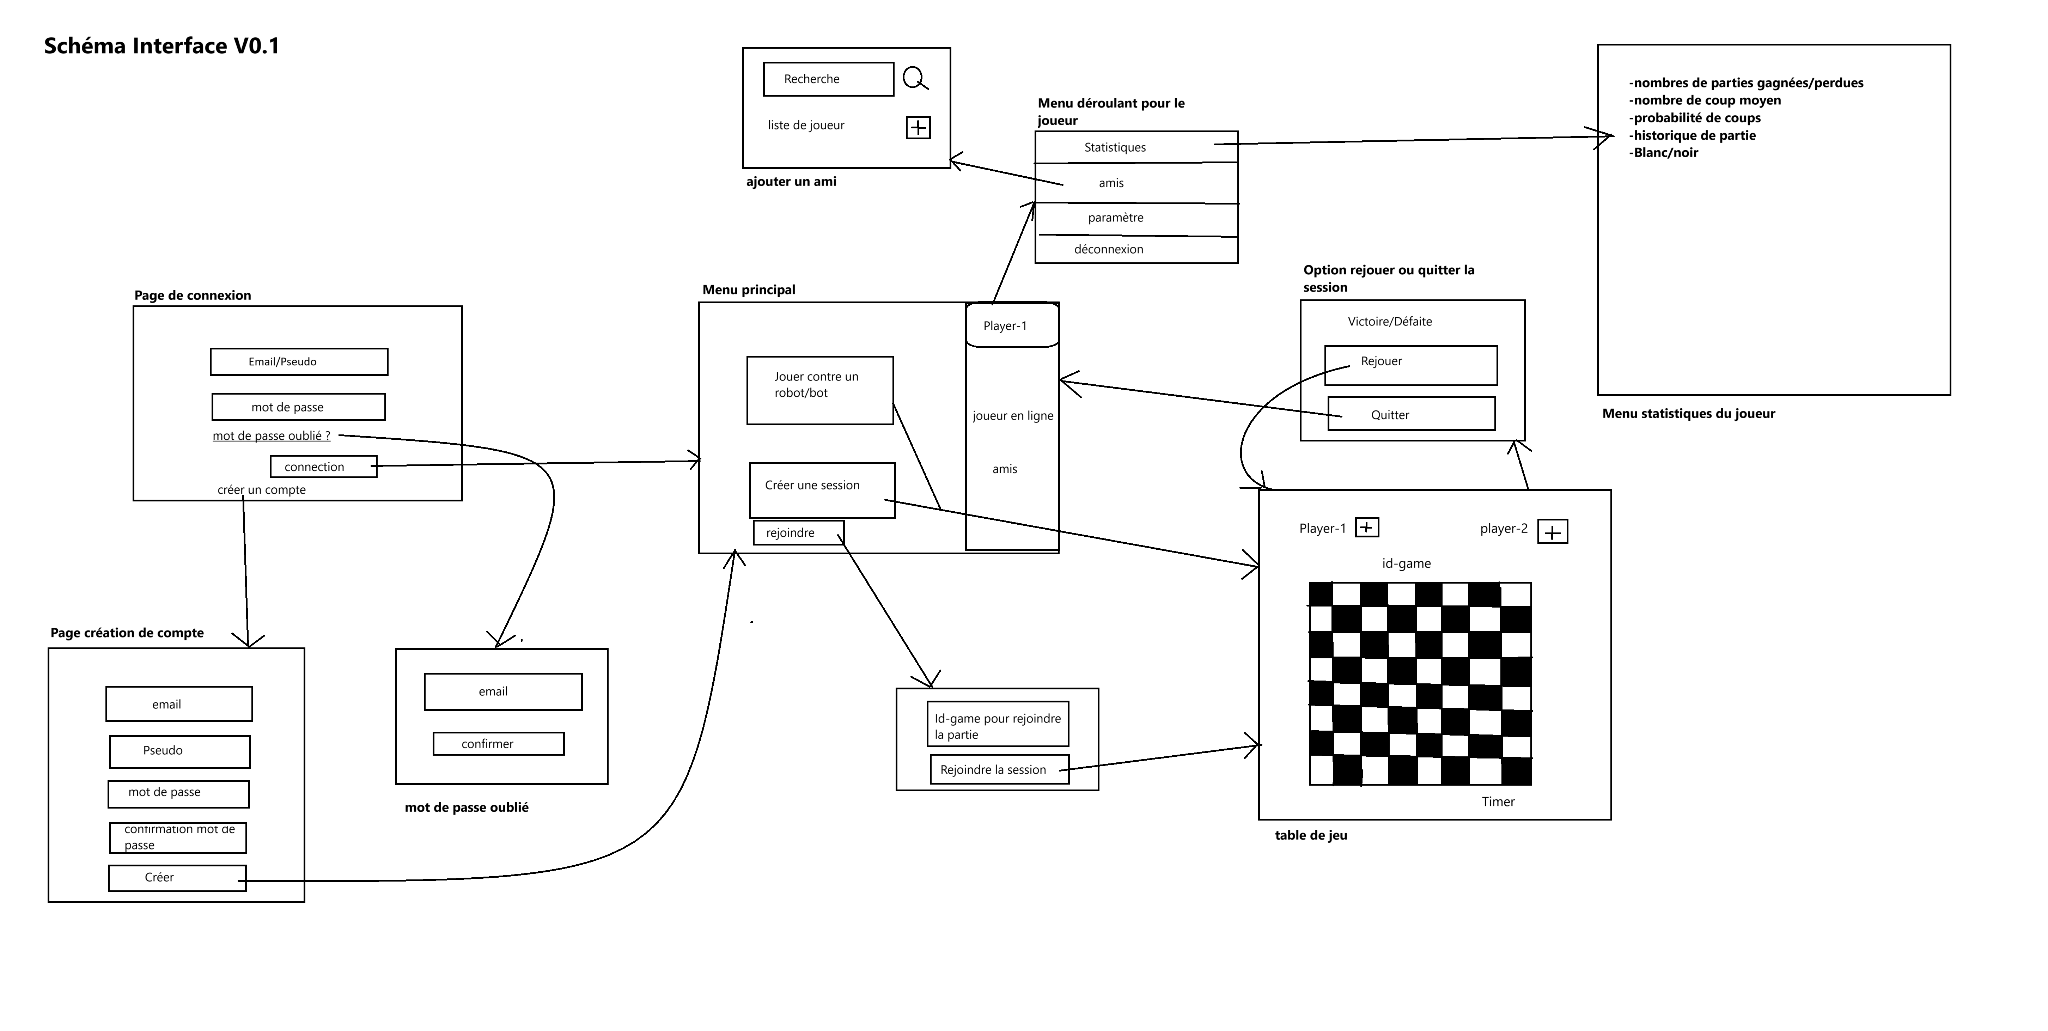 Schéma Interface V0.1
Recherche
liste de joueur
ajouter un ami
Menu déroulant pour le
joueur
Statistiques
amis
paramètre
déconnexion
-nombres de parties gagnées/perdues
-nombre de coup moyen
-probabilité de coups
-historique de partie
-Blanc/noir
Menu statistiques du joueur
Page de connexion
Email/Pseudo
mot de passe
mot de passe oublié ?
connection
créer un compte
Menu principal
Player-1
Jouer contre un
robot/bot
joueur en ligne
amis
Créer une session
rejoindre
Option rejouer ou quitter la
session
Victoire/Défaite
Rejouer
Quitter
Page création de compte
email
Pseudo
mot de passe
confirmation mot de
passe
Créer
email
confirmer
mot de passe oublié
Id-game pour rejoindre
la partie
Rejoindre la session
Player-1
player-2
id-game
Timer
table de jeu